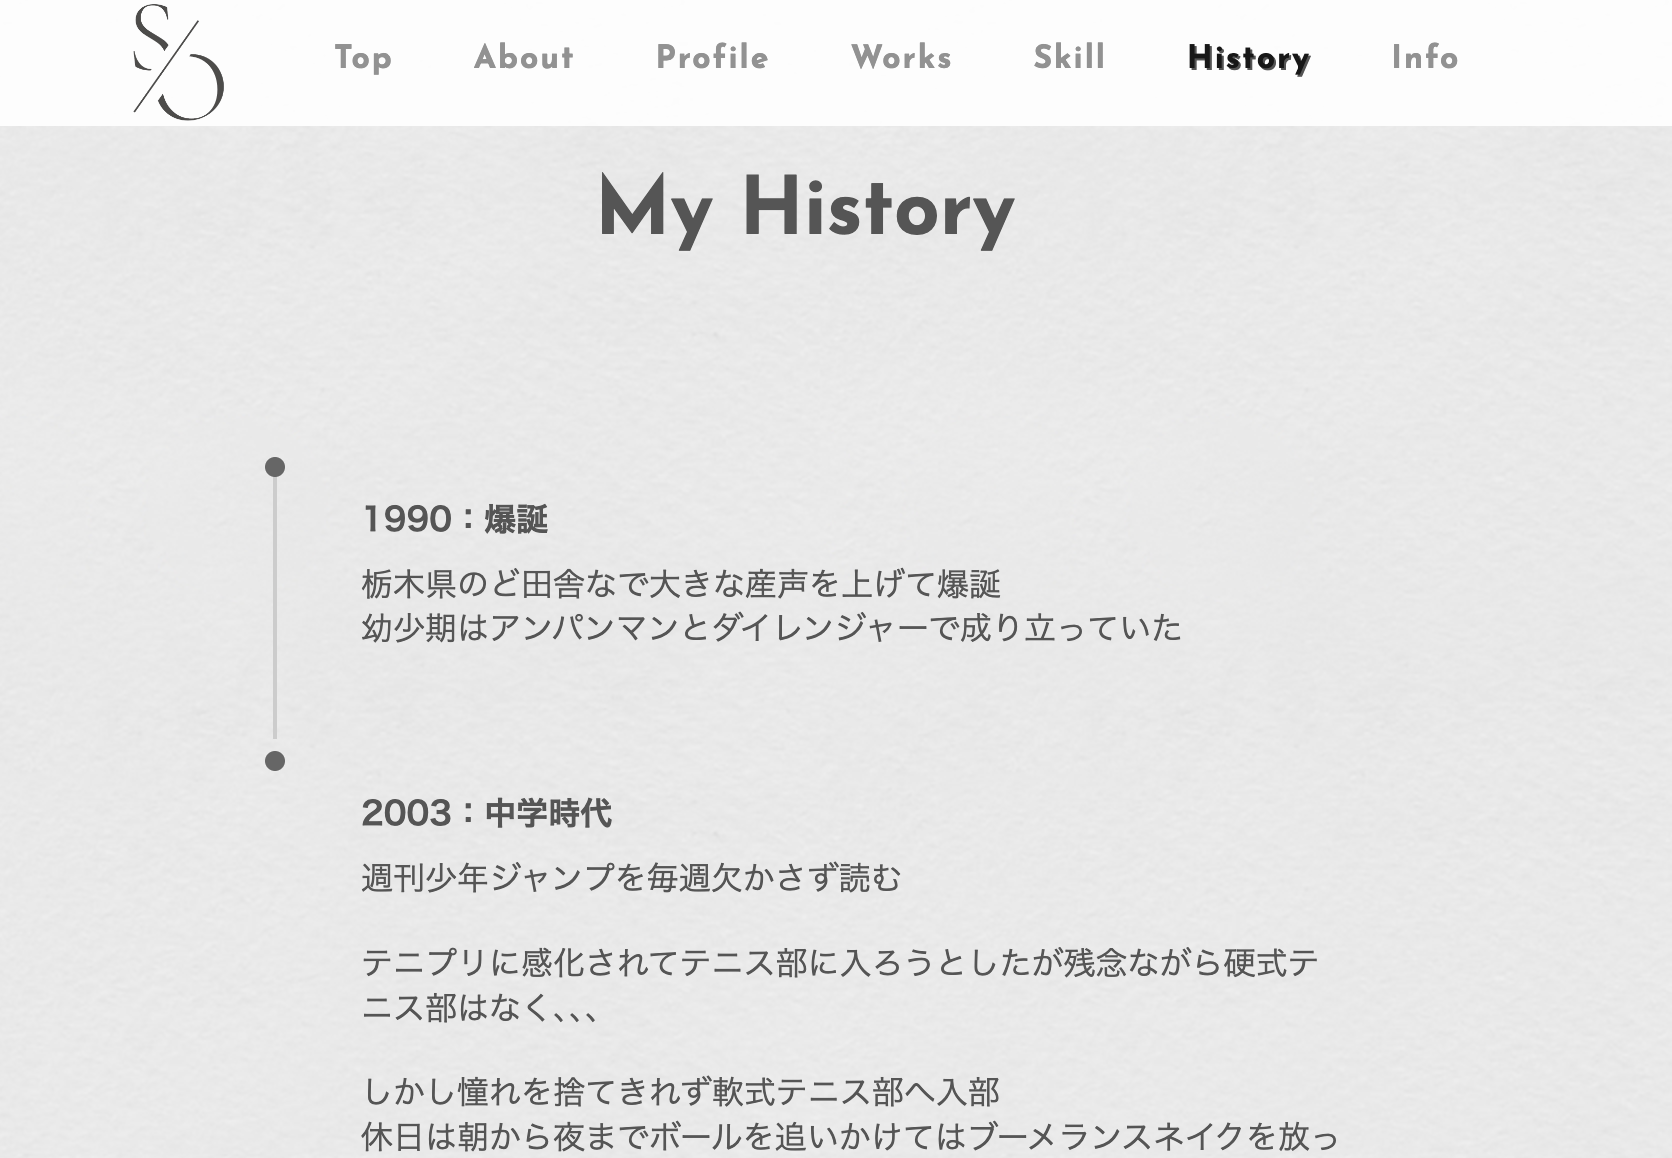 S/O
Top About Profile Works Skill History Info
My History
1990：爆誕
栃木県のど田舎なで大きな産声を上げて爆誕
幼少期はアンパンマンとダイレンジャーで成り立っていた
2003：中学時代
週刊少年ジャンプを毎週欠かさず読む
テニプリに感化されてテニス部に入ろうとしたが残念ながら硬式テ
ニス部はなく、、、
しかし憧れを捨てきれず軟式テニス部へ入部
休日は朝から夜までボールを追いかけてはブーメランスネイクを放っ